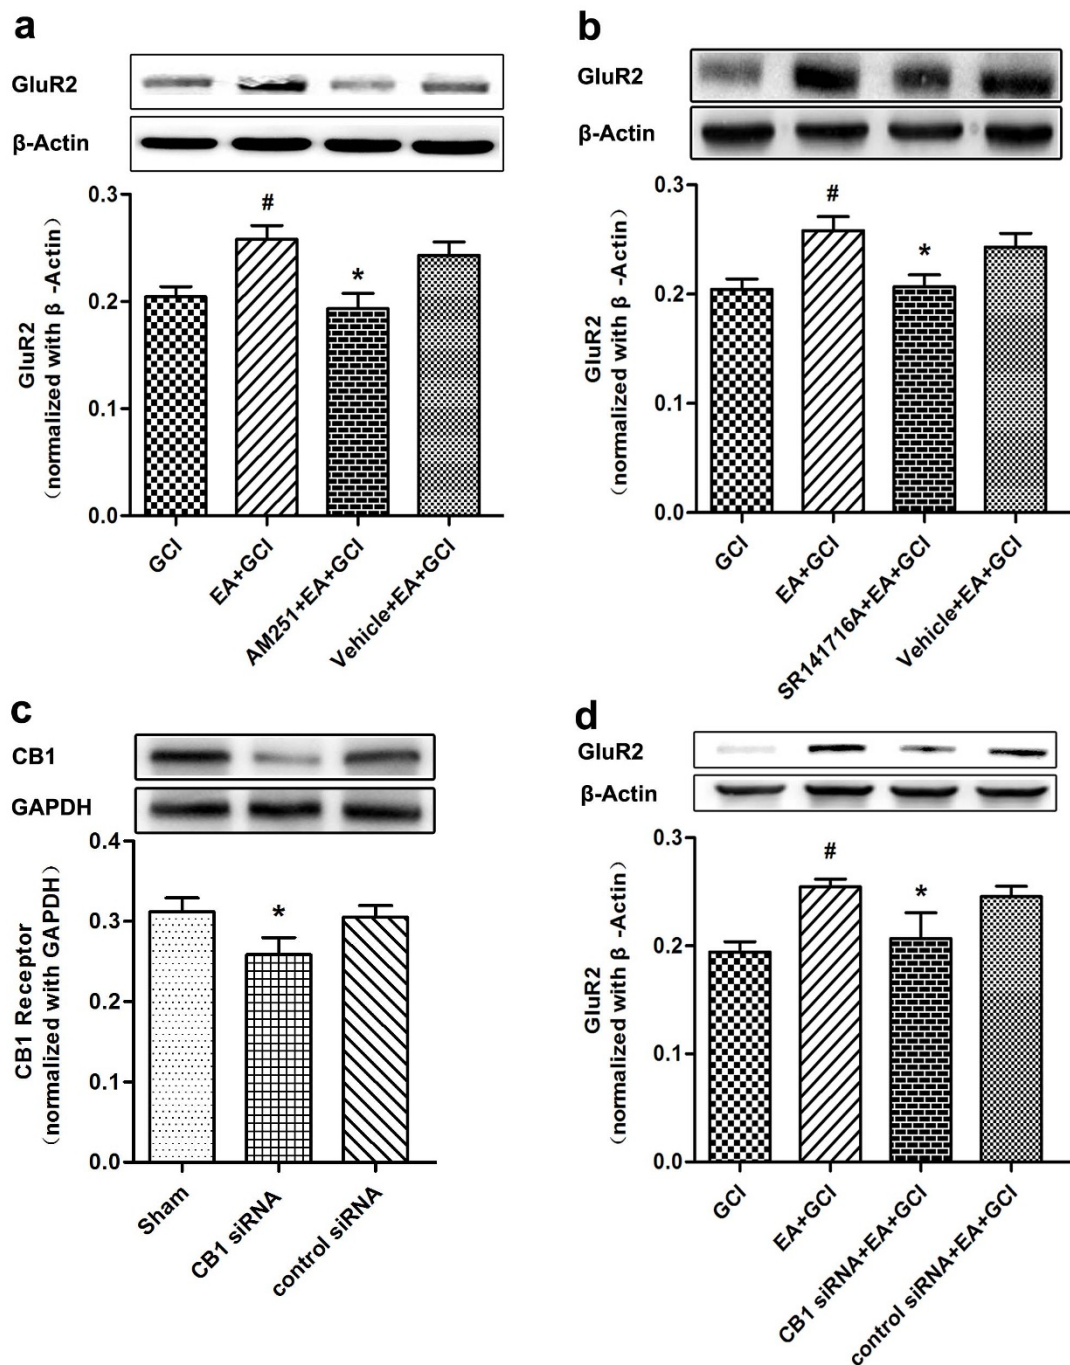 a
GluR2
β-Actin
0.3
0.2
0.1
0.0
GluR2
(normalized with β -Actin)
#
*
GCI
EA+GCI
AM251+EA+GCI
Vehicle+EA+GCI
b
GluR2
β-Actin
0.3
0.2
0.1
0.0
GluR2
(normalized with β -Actin)
#
*
GCI
EA+GCI
SR141716A+EA+GCI
Vehicle+EA+GCI
c
CB1
GAPDH
0.4
0.3
0.2
0.1
0.0
CB1 Receptor
(normalized with GAPDH)
*
Sham
CB1 siRNA
control siRNA
d
GluR2
β-Actin
0.3
0.2
0.1
0.0
GluR2
(normalized with β -Actin)
#
*
GCI
EA+GCI
CB1 siRNA+EA+GCI
control siRNA+EA+GCI